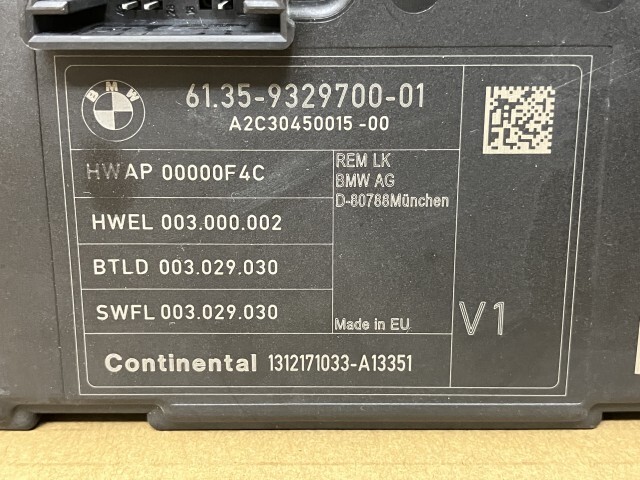 BMW
61.35-9329700-01
A2C30450015-00
HWAP 00000F4C
REM LK
BMW AG
D-80788München
HWEL 003.000.002
BTLD 003.029.030
SWFL 003.029.030
Made in EU
V1
Continental 1312171033-A13351